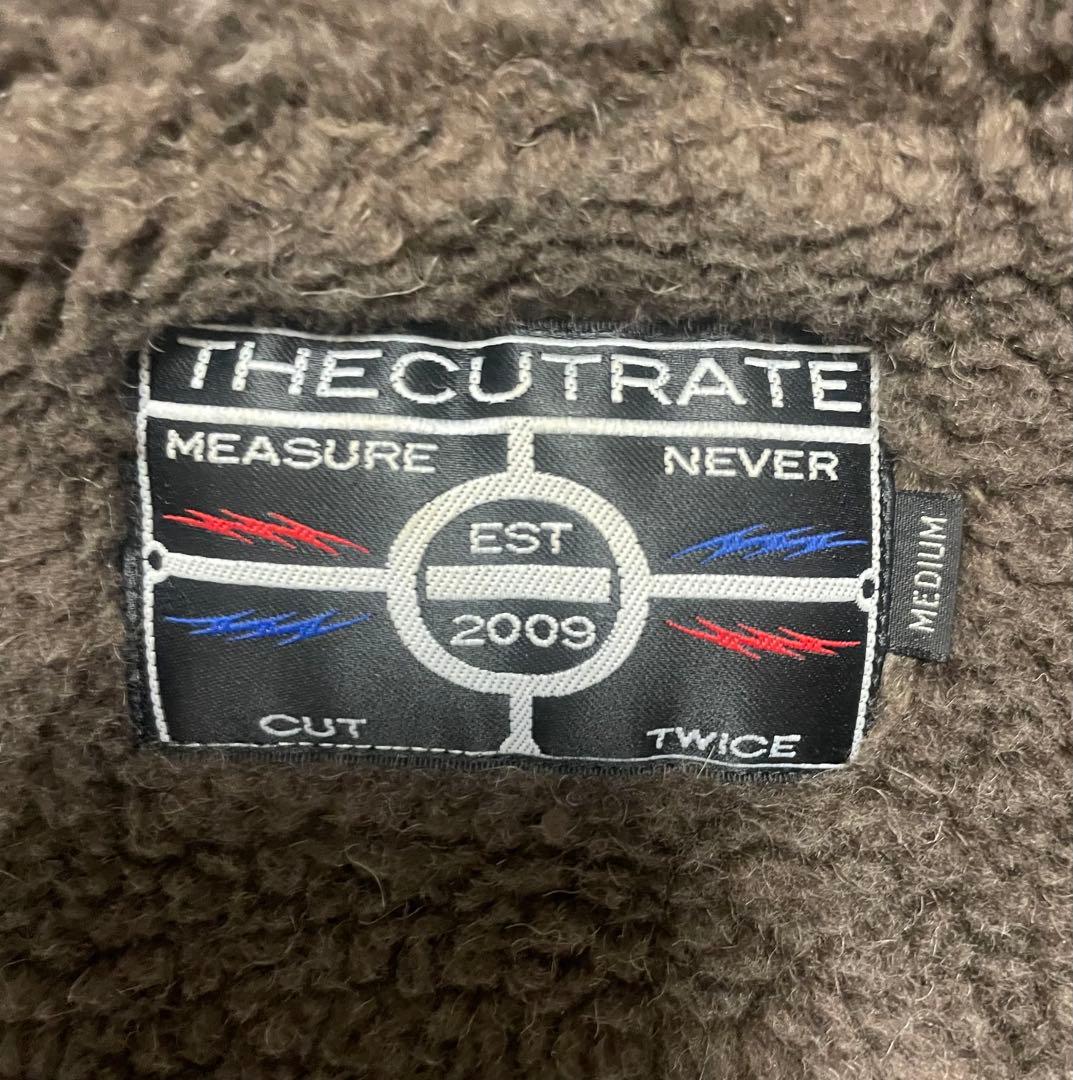 THECUTRATE
MEASURE NEVER
EST
2009
CUT TWICE
MEDIUM